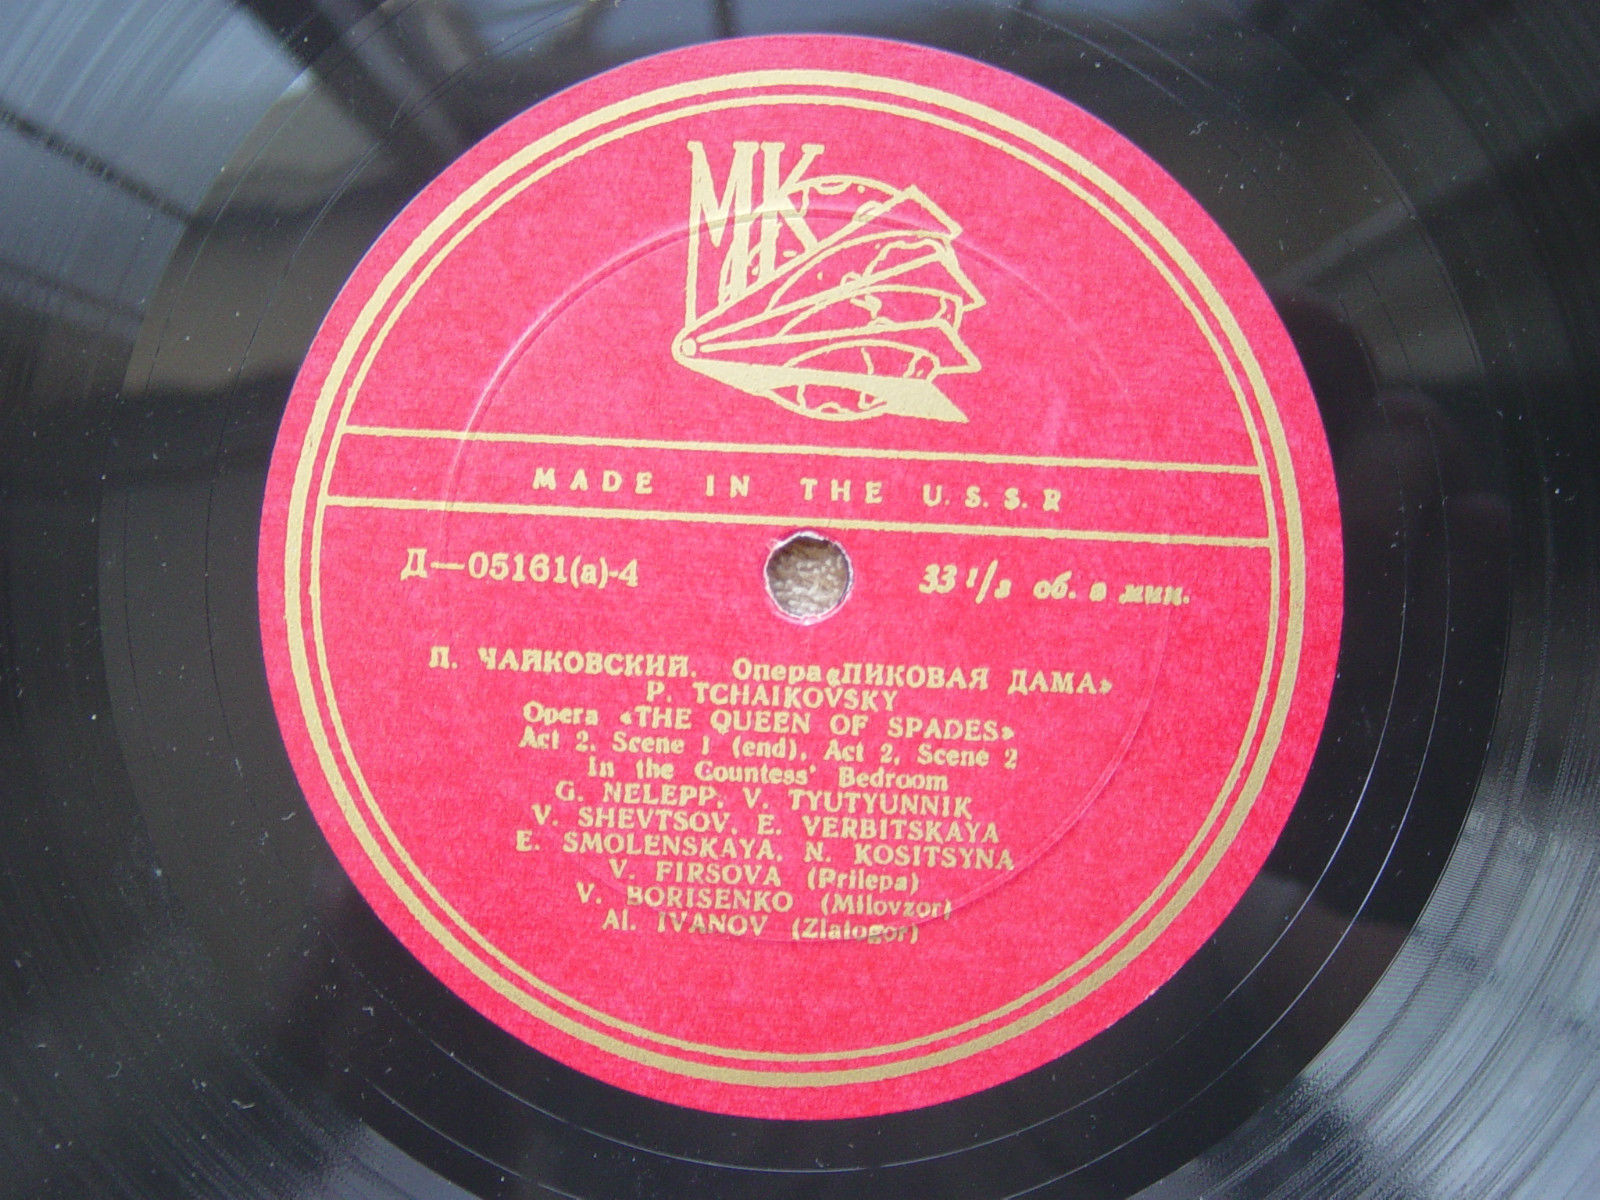 МК
MADE IN THE U.S.S.R
Д—05161(а)-4
33 1/3 об. в мин.
П. ЧАЙКОВСКИЙ. Опера «ПИКОВАЯ ДАМА»
P. TCHAIKOVSKY
Opera «THE QUEEN OF SPADES»
Act 2, Scene 1 (end), Act 2, Scene 2
In the Countess' Bedroom
G. NELEPP, V. TYUTYUNNIK
V. SHEVTSOV, E. VERBITSKAYA
E. SMOLENSKAYA, N. KOSITSYNA
V. FIRSOVA (Prilepa)
V. BORISENKO (Milovzor)
Al. IVANOV (Zlatogor)